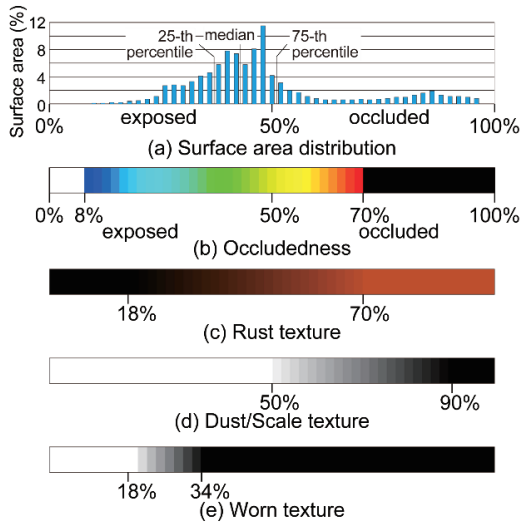 Surface area (%)
12
8
4
0
25-th
percentile
median
75-th
percentile
0%
exposed
50%
occluded
100%
(a) Surface area distribution
0% 8% 50% 70% 100%
exposed occluded
(b) Occludedness
18% 70%
(c) Rust texture
50% 90%
(d) Dust/Scale texture
18% 34%
(e) Worn texture